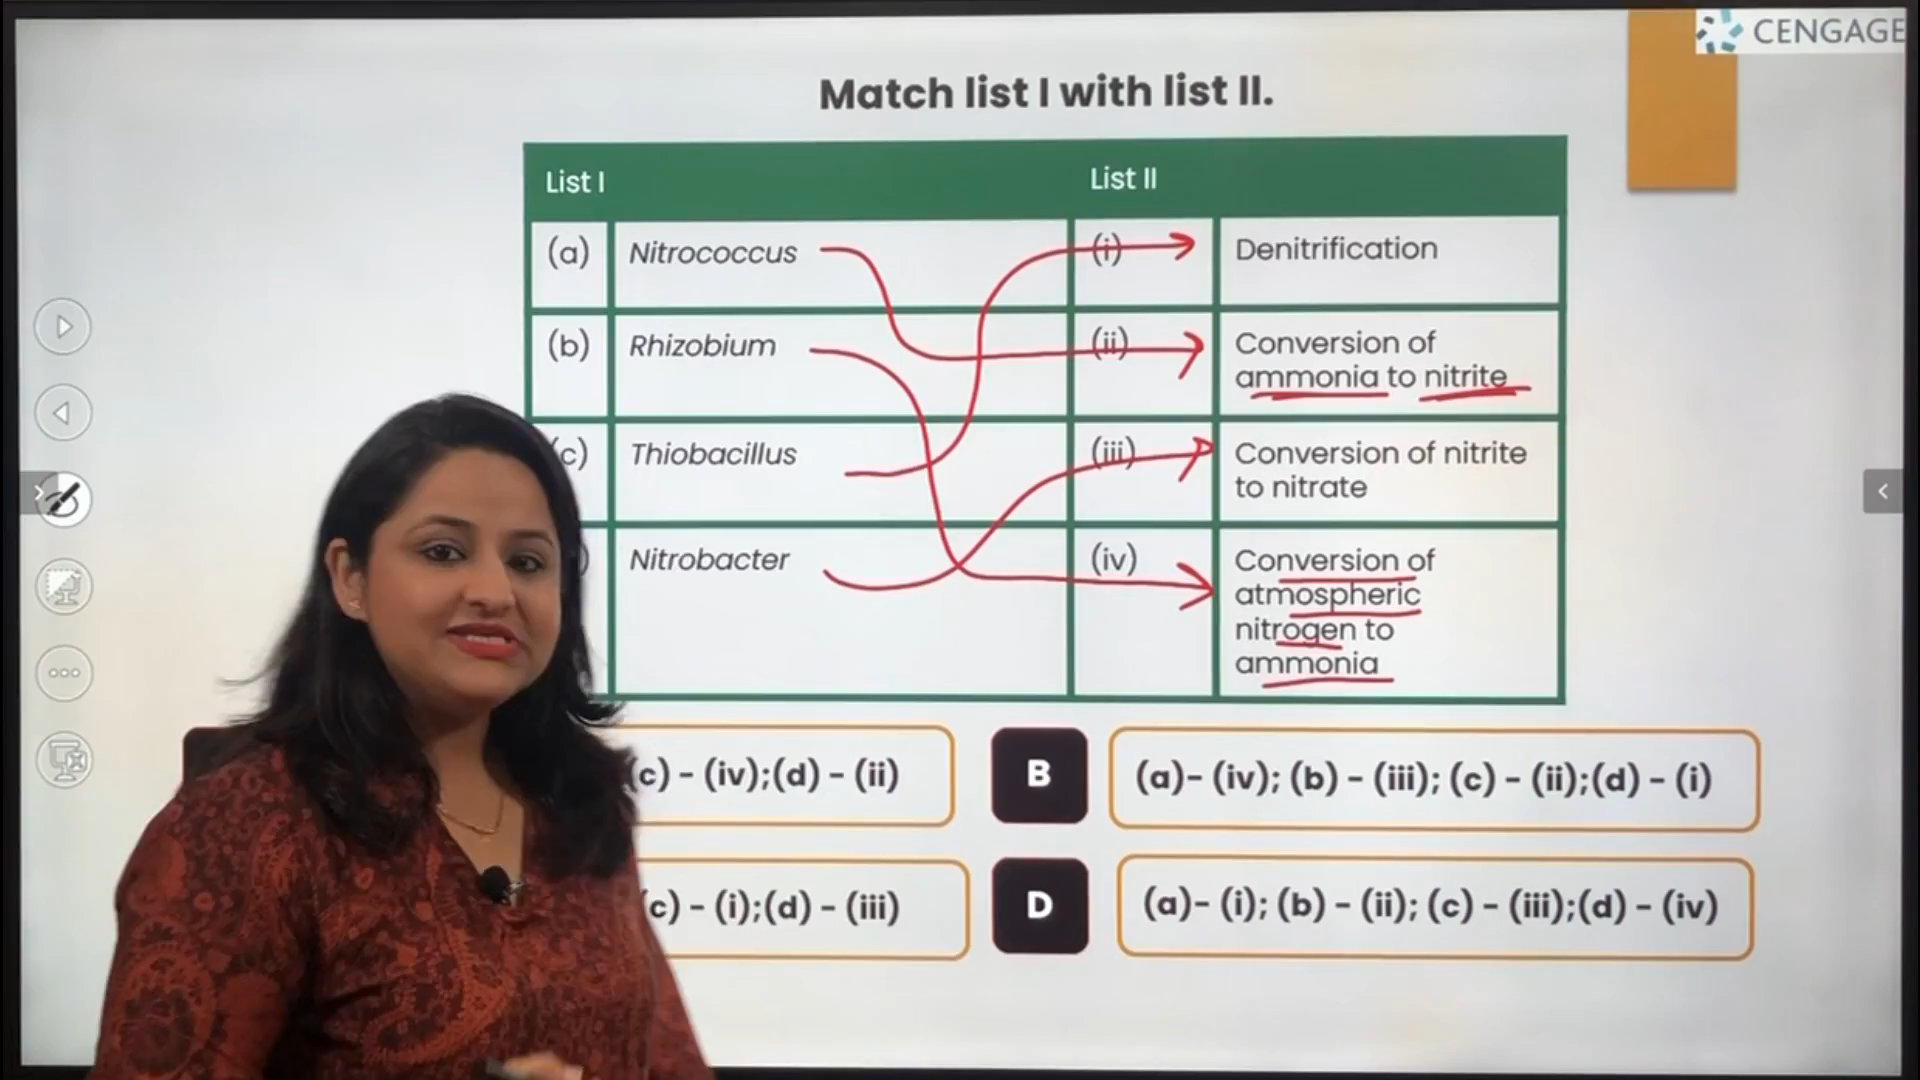 CENGAGE
Match list I with list II.
List I
List II
(a)
Nitrococcus
(i)
Denitrification
(b)
Rhizobium
(ii)
Conversion of
ammonia to nitrite
(c)
Thiobacillus
(iii)
Conversion of nitrite
to nitrate
Nitrobacter
(iv)
Conversion of
atmospheric
nitrogen to
ammonia
(c) - (iv);(d) - (ii)
B
(a)- (iv); (b) - (iii); (c) - (ii);(d) - (i)
(c) - (i);(d) - (iii)
D
(a)- (i); (b) - (ii); (c) - (iii);(d) - (iv)